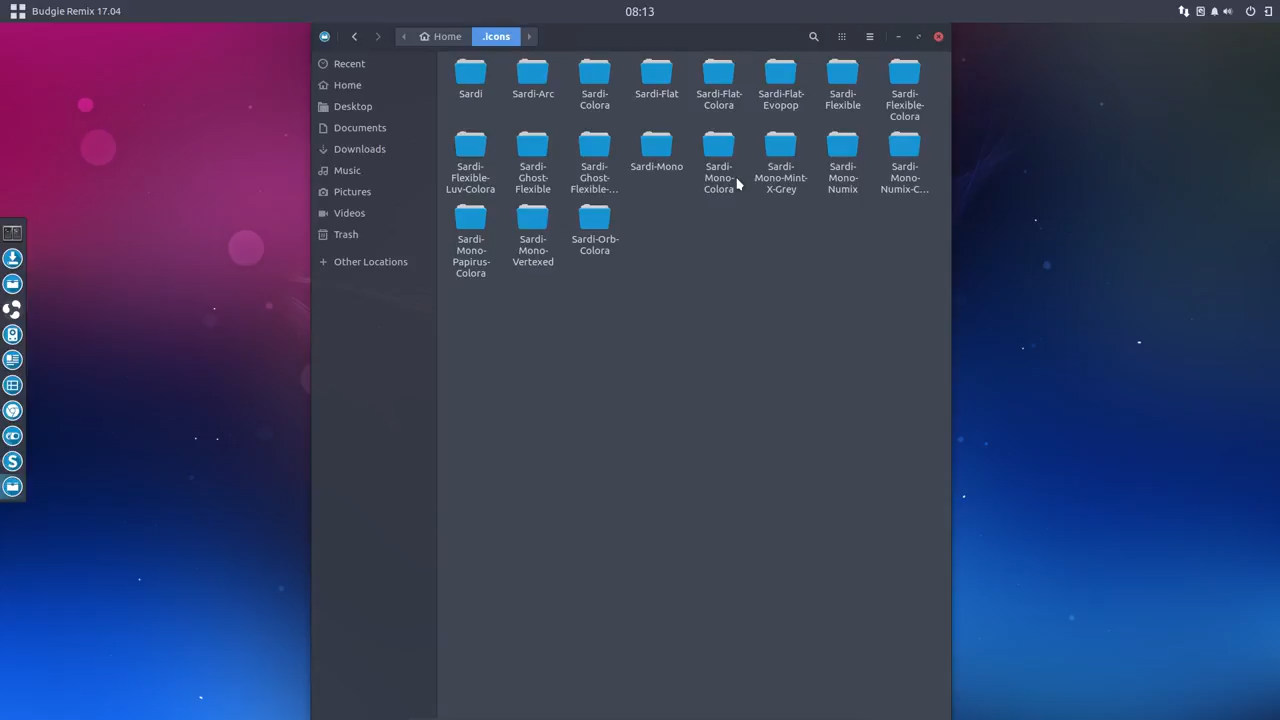 Budgie Remix 17.04
08:13
Home
.icons
Recent
Home
Desktop
Documents
Downloads
Music
Pictures
Videos
Trash
Other Locations
Sardi
Sardi-Arc
Sardi-
Colora
Sardi-Flat
Sardi-Flat-
Colora
Sardi-Flat-
Evopop
Sardi-
Flexible
Sardi-
Flexible-
Colora
Sardi-
Flexible-
Luv-Colora
Sardi-
Ghost-
Flexible
Sardi-
Ghost-
Flexible-...
Sardi-Mono
Sardi-
Mono-
Colora
Sardi-
Mono-Mint-
X-Grey
Sardi-
Mono-
Numix
Sardi-
Mono-
Numix-C...
Sardi-
Mono-
Papirus-
Colora
Sardi-
Mono-
Vertexed
Sardi-Orb-
Colora